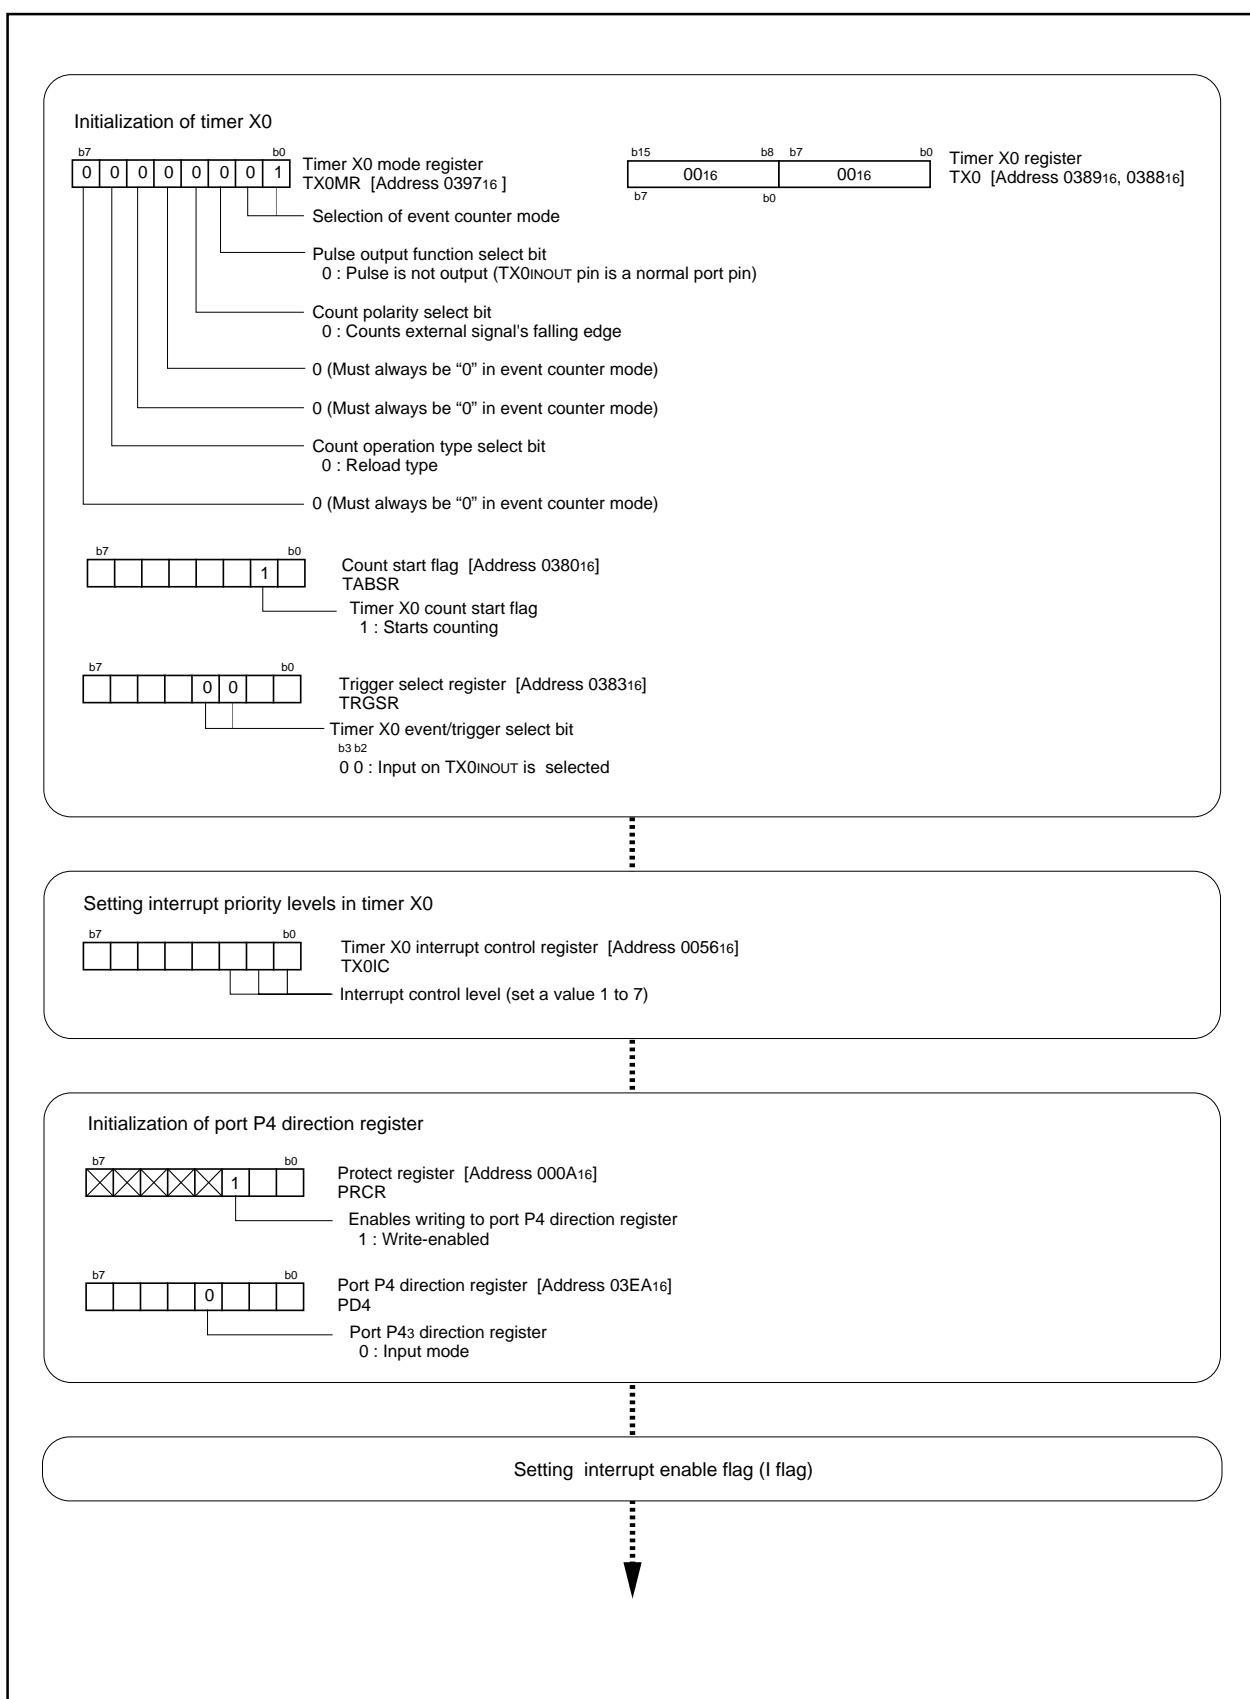 Initialization of timer X0
b7 b0
0 0 0 0 0 0 0 1
Timer X0 mode register
TX0MR [Address 039716 ]
b15 b8 b7 b0
0016 0016
b7 b0
Timer X0 register
TX0 [Address 038916, 038816]
Selection of event counter mode
Pulse output function select bit
0 : Pulse is not output (TX0INOUT pin is a normal port pin)
Count polarity select bit
0 : Counts external signal's falling edge
0 (Must always be “0” in event counter mode)
0 (Must always be “0” in event counter mode)
Count operation type select bit
0 : Reload type
0 (Must always be “0” in event counter mode)
b7 b0
1
Count start flag [Address 038016]
TABSR
Timer X0 count start flag
1 : Starts counting
b7 b0
0 0
Trigger select register [Address 038316]
TRGSR
Timer X0 event/trigger select bit
b3 b2
0 0 : Input on TX0INOUT is selected
Setting interrupt priority levels in timer X0
b7 b0
Timer X0 interrupt control register [Address 005616]
TX0IC
Interrupt control level (set a value 1 to 7)
Initialization of port P4 direction register
b7 b0
1
Protect register [Address 000A16]
PRCR
Enables writing to port P4 direction register
1 : Write-enabled
b7 b0
0
Port P4 direction register [Address 03EA16]
PD4
Port P43 direction register
0 : Input mode
Setting interrupt enable flag (I flag)